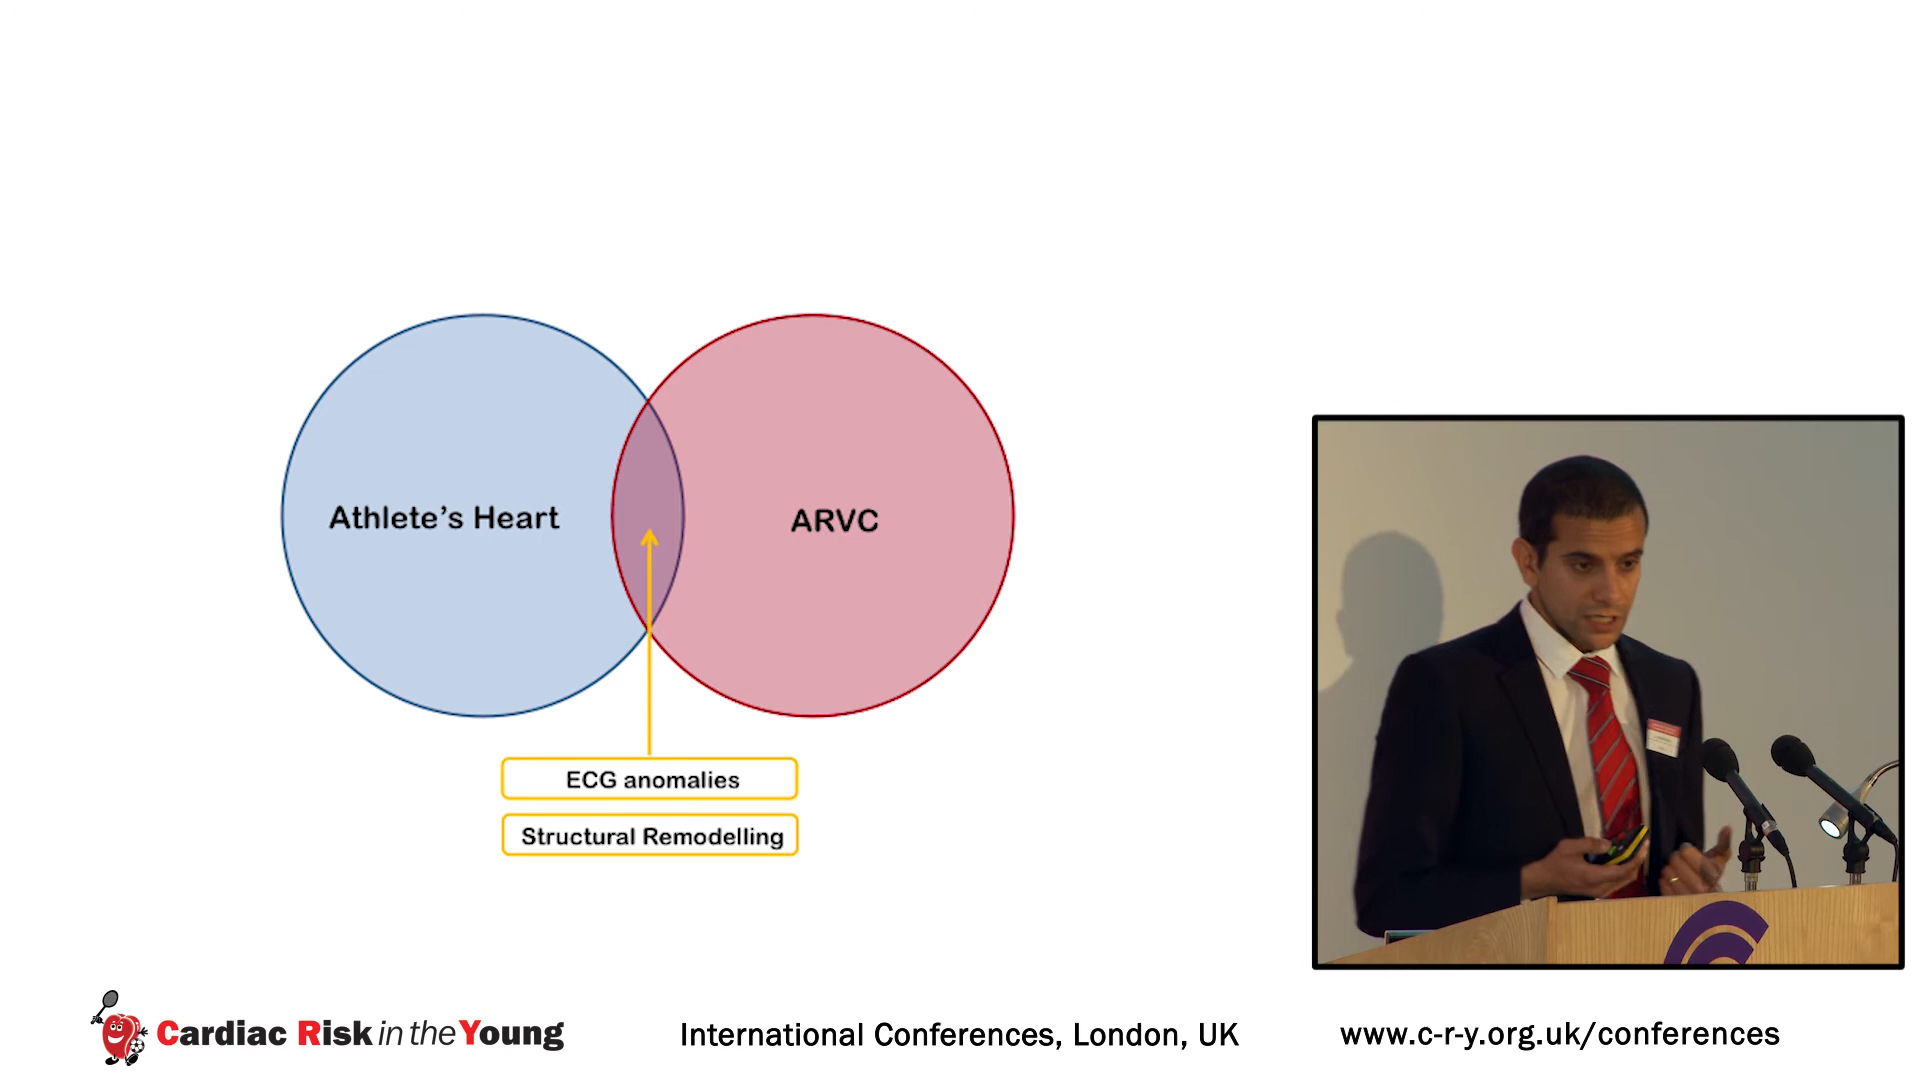 Athlete's Heart
ARVC
ECG anomalies
Structural Remodelling
Cardiac Risk in the Young
International Conferences, London, UK
www.c-r-y.org.uk/conferences